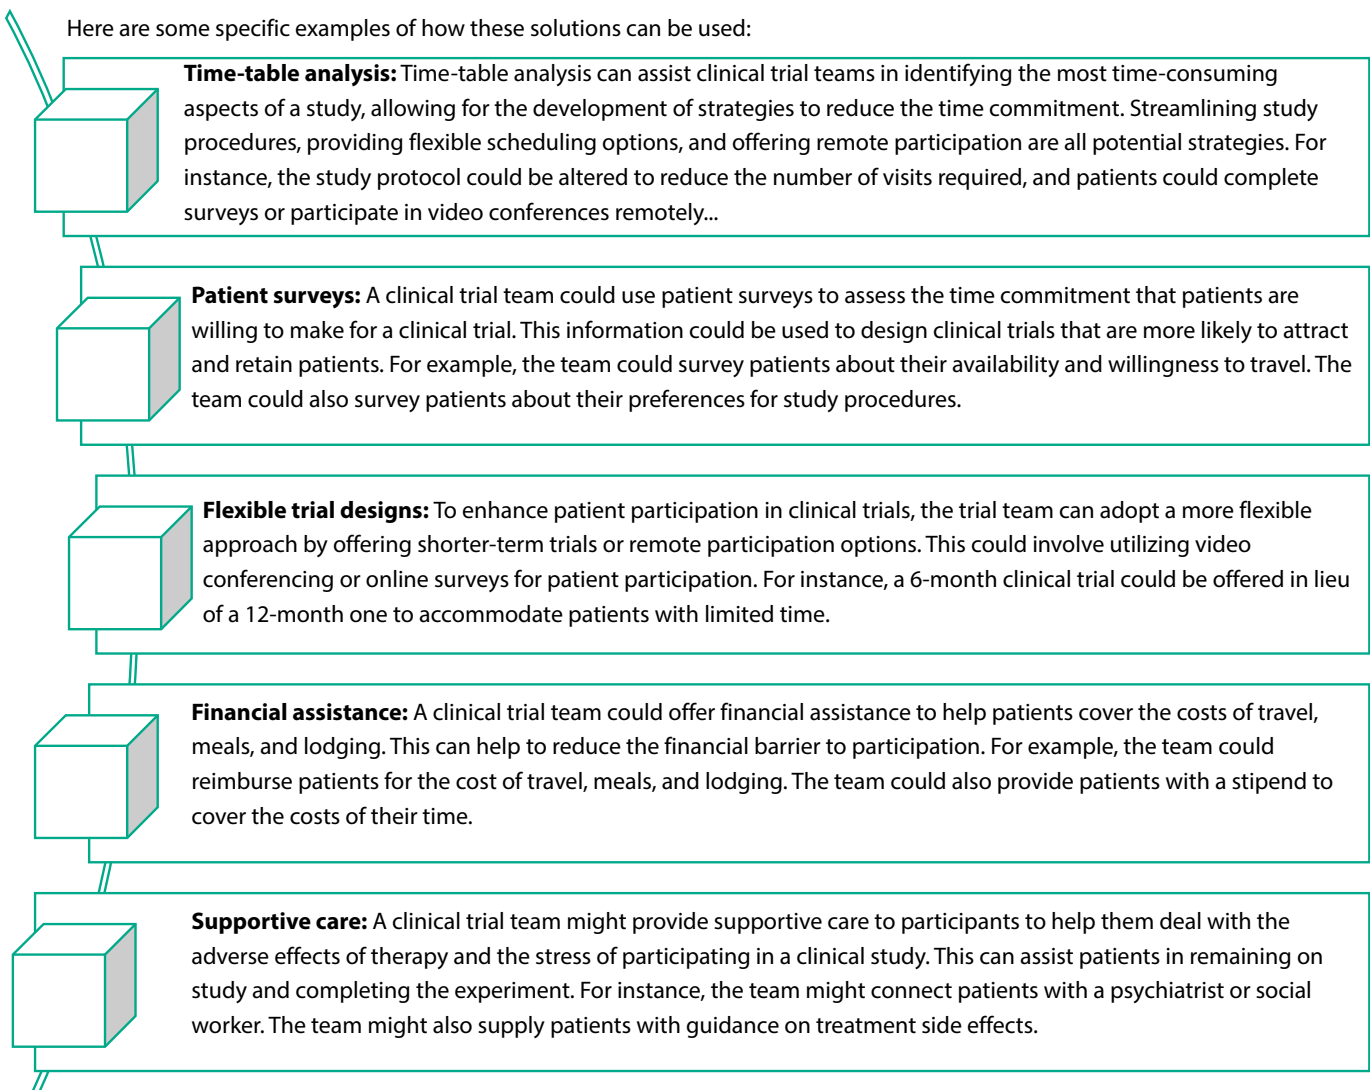 Here are some specific examples of how these solutions can be used:
Time-table analysis: Time-table analysis can assist clinical trial teams in identifying the most time-consuming
aspects of a study, allowing for the development of strategies to reduce the time commitment. Streamlining study
procedures, providing flexible scheduling options, and offering remote participation are all potential strategies. For
instance, the study protocol could be altered to reduce the number of visits required, and patients could complete
surveys or participate in video conferences remotely...
Patient surveys: A clinical trial team could use patient surveys to assess the time commitment that patients are
willing to make for a clinical trial. This information could be used to design clinical trials that are more likely to attract
and retain patients. For example, the team could survey patients about their availability and willingness to travel. The
team could also survey patients about their preferences for study procedures.
Flexible trial designs: To enhance patient participation in clinical trials, the trial team can adopt a more flexible
approach by offering shorter-term trials or remote participation options. This could involve utilizing video
conferencing or online surveys for patient participation. For instance, a 6-month clinical trial could be offered in lieu
of a 12-month one to accommodate patients with limited time.
Financial assistance: A clinical trial team could offer financial assistance to help patients cover the costs of travel,
meals, and lodging. This can help to reduce the financial barrier to participation. For example, the team could
reimburse patients for the cost of travel, meals, and lodging. The team could also provide patients with a stipend to
cover the costs of their time.
Supportive care: A clinical trial team might provide supportive care to participants to help them deal with the
adverse effects of therapy and the stress of participating in a clinical study. This can assist patients in remaining on
study and completing the experiment. For instance, the team might connect patients with a psychiatrist or social
worker. The team might also supply patients with guidance on treatment side effects.